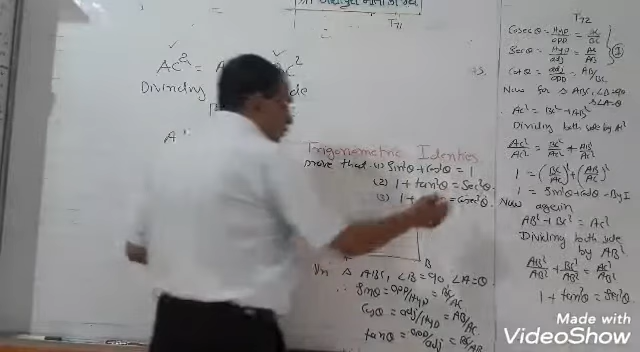 T71
AC² = BC²
Dividing
Trigonometric Identies
prove that (1) Sin²θ + Cos²θ = 1
(2) 1 + tan²θ = Sec²θ
(3) 1 + = Cosec²θ.
B
In △ ABC, ∠B = 90, ∠A = θ.
∴ Sinθ = OPP/Hyp = BC/AC
Cosθ = adj/Hyp = AB/AC.
tanθ = OPP/adj = BC/AB
T72
Cosecθ = Hyp/OPP = AC/BC
Secθ = Hyp/adj = AC/AB
Cotθ = adj/OPP = AB/BC
I
Now for △ ABC, ∠B = 90
∠A = θ
AC² = BC² + AB²
Dividing both side by AC²
AC²/AC² = BC²/AC² + AB²/AC²
1 = (BC/AC)² + (AB/AC)²
1 = Sin²θ + Cos²θ - By I
Now again
AB² + BC² = AC²
Dividing both side
by AB²
AB²/AB² + BC²/AB² = AC²/AB²
1 + tan²θ = Sec²θ
Made with
VideoShow